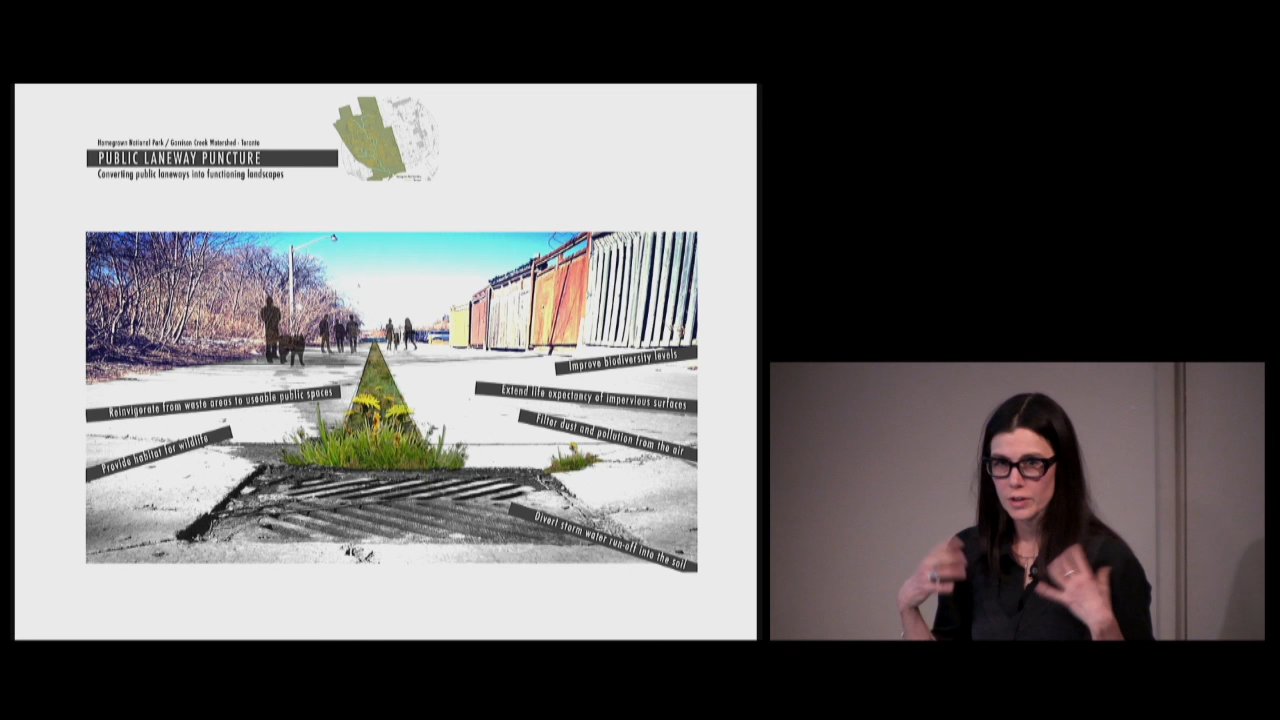 Homegrown National Park / Garrison Creek Watershed - Toronto
PUBLIC LANEWAY PUNCTURE
Converting public laneways into functioning landscapes
Improve biodiversity levels
Reinvigorate from waste areas to useable public spaces
Extend life expectancy of impervious surfaces
Filter dust and pollution from the air
Provide habitat for wildlife
Divert storm water run-off into the soil